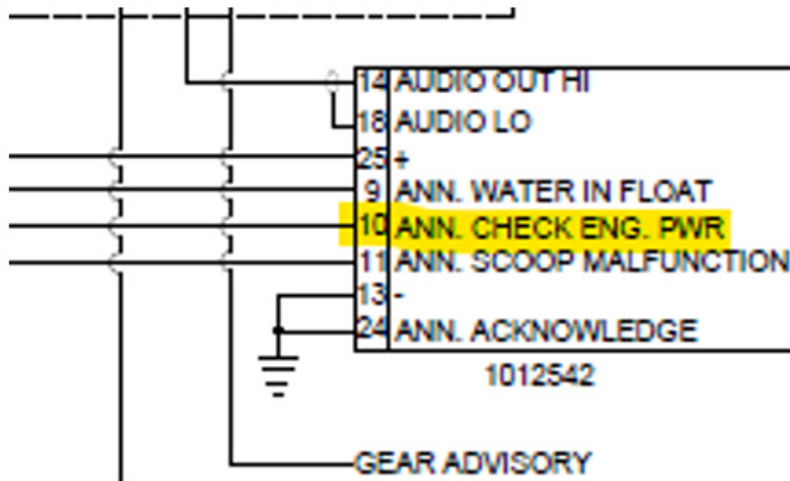 14 AUDIO OUT HI
18 AUDIO LO
25 +
9 ANN. WATER IN FLOAT
10 ANN. CHECK ENG. PWR
11 ANN. SCOOP MALFUNCTION
13 -
24 ANN. ACKNOWLEDGE
1012542
GEAR ADVISORY